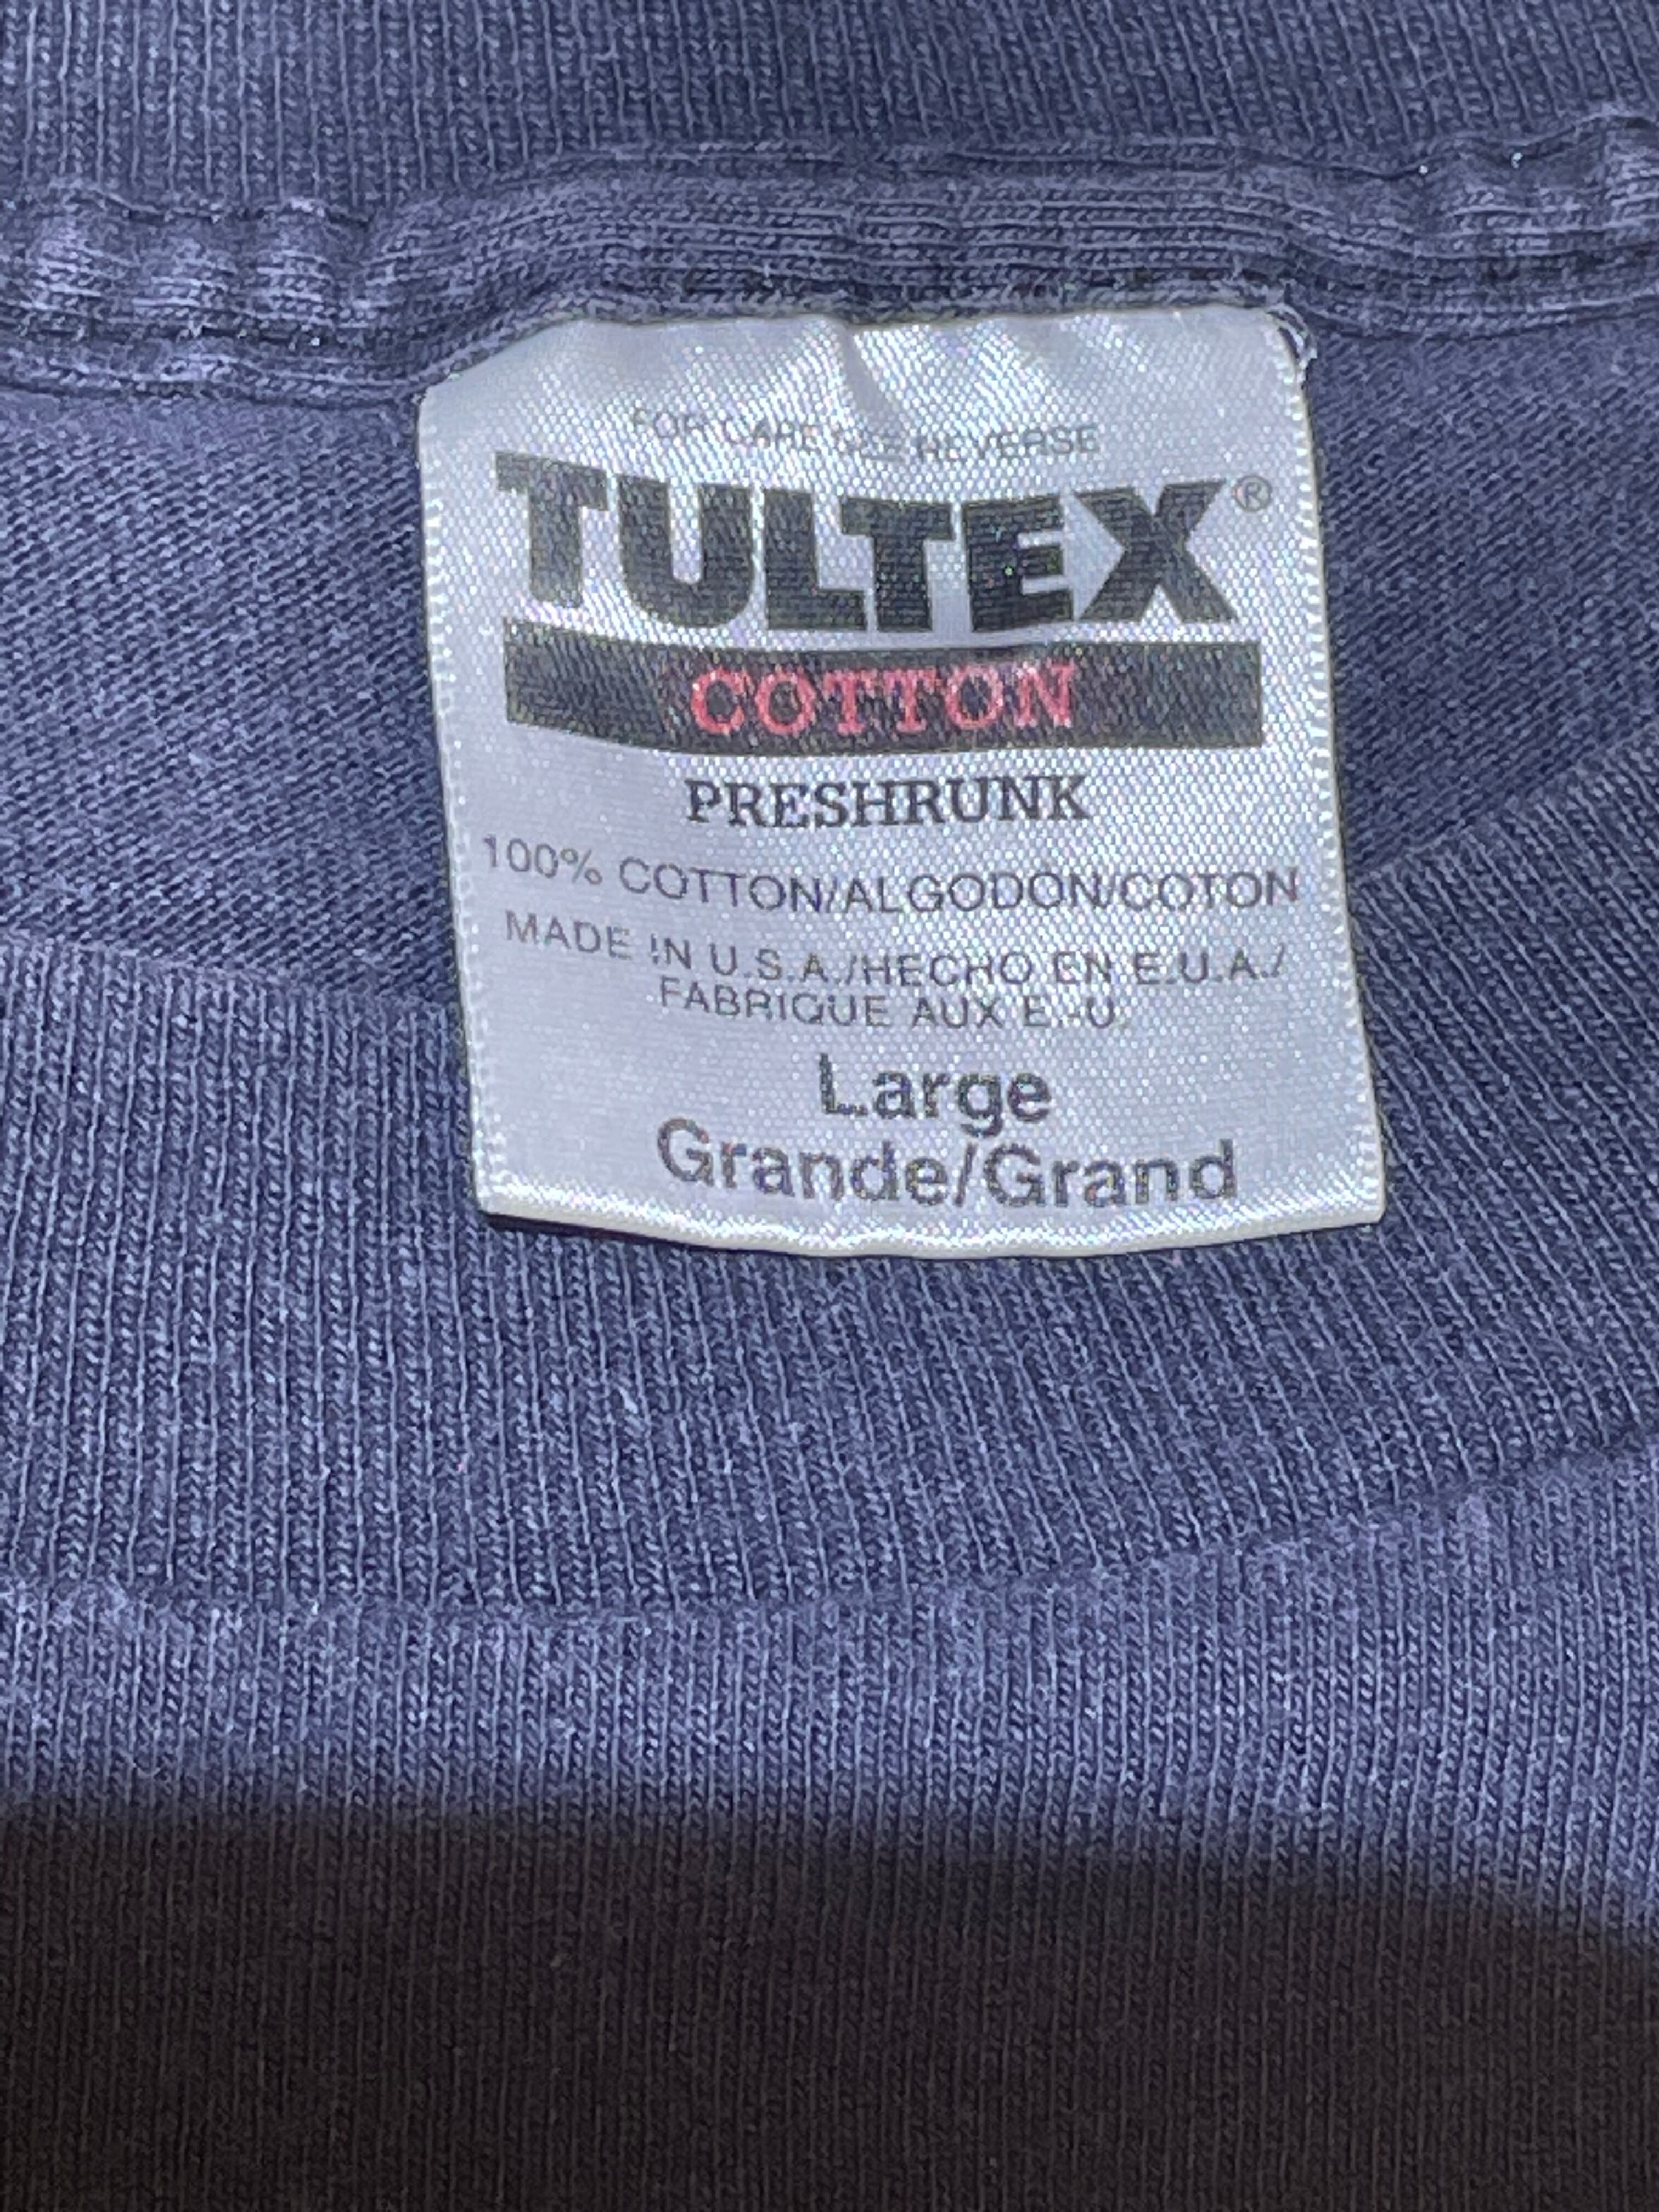 FOR CARE SEE REVERSE
TULTEX®
COTTON
PRESHRUNK
100% COTTON/ALGODON/COTON
MADE IN U.S.A./HECHO EN E.U.A./
FABRIQUE AUX E.-U.
Large
Grande/Grand